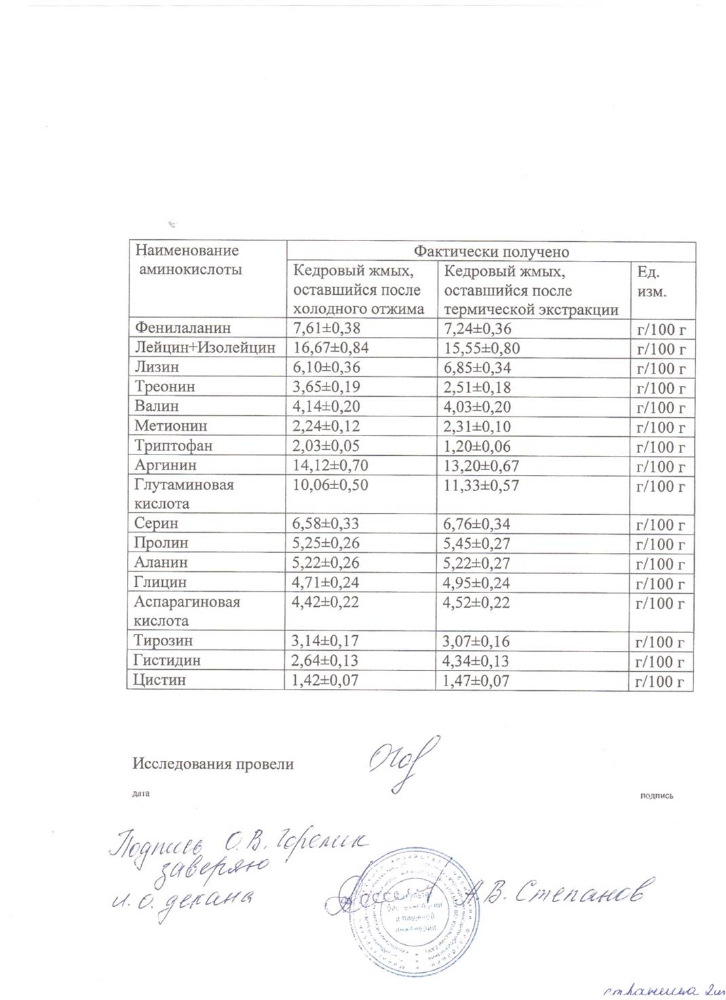 Наименование аминокислоты | Фактически получено
Кедровый жмых, оставшийся после холодного отжима | Кедровый жмых, оставшийся после термической экстракции | Ед. изм.
Фенилаланин 7,61±0,38 7,24±0,36 г/100 г
Лейцин+Изолейцин 16,67±0,84 15,55±0,80 г/100 г
Лизин 6,10±0,36 6,85±0,34 г/100 г
Треонин 3,65±0,19 2,51±0,18 г/100 г
Валин 4,14±0,20 4,03±0,20 г/100 г
Метионин 2,24±0,12 2,31±0,10 г/100 г
Триптофан 2,03±0,05 1,20±0,06 г/100 г
Аргинин 14,12±0,70 13,20±0,67 г/100 г
Глутаминовая кислота 10,06±0,50 11,33±0,57 г/100 г
Серин 6,58±0,33 6,76±0,34 г/100 г
Пролин 5,25±0,26 5,45±0,27 г/100 г
Аланин 5,22±0,26 5,22±0,27 г/100 г
Глицин 4,71±0,24 4,95±0,24 г/100 г
Аспарагиновая кислота 4,42±0,22 4,52±0,22 г/100 г
Тирозин 3,14±0,17 3,07±0,16 г/100 г
Гистидин 2,64±0,13 4,34±0,13 г/100 г
Цистин 1,42±0,07 1,47±0,07 г/100 г
Исследования провели
дата подпись
Подпись О.В. Горелик
заверяю
и.о. декана А.В. Степанов
и пищевой
инженерии
страница 2